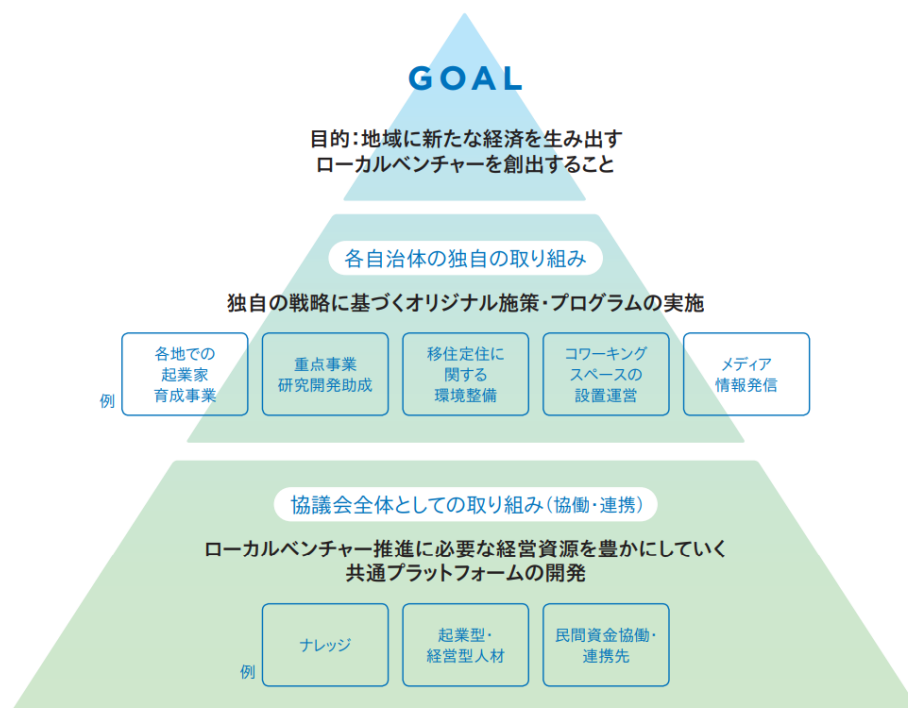 GOAL
目的：地域に新たな経済を生み出す
ローカルベンチャーを創出すること
各自治体の独自の取り組み
独自の戦略に基づくオリジナル施策・プログラムの実施
例
各地での
起業家
育成事業
重点事業
研究開発助成
移住定住に
関する
環境整備
コワーキング
スペースの
設置運営
メディア
情報発信
協議会全体としての取り組み（協働・連携）
ローカルベンチャー推進に必要な経営資源を豊かにしていく
共通プラットフォームの開発
例
ナレッジ
起業型・
経営型人材
民間資金協働・
連携先